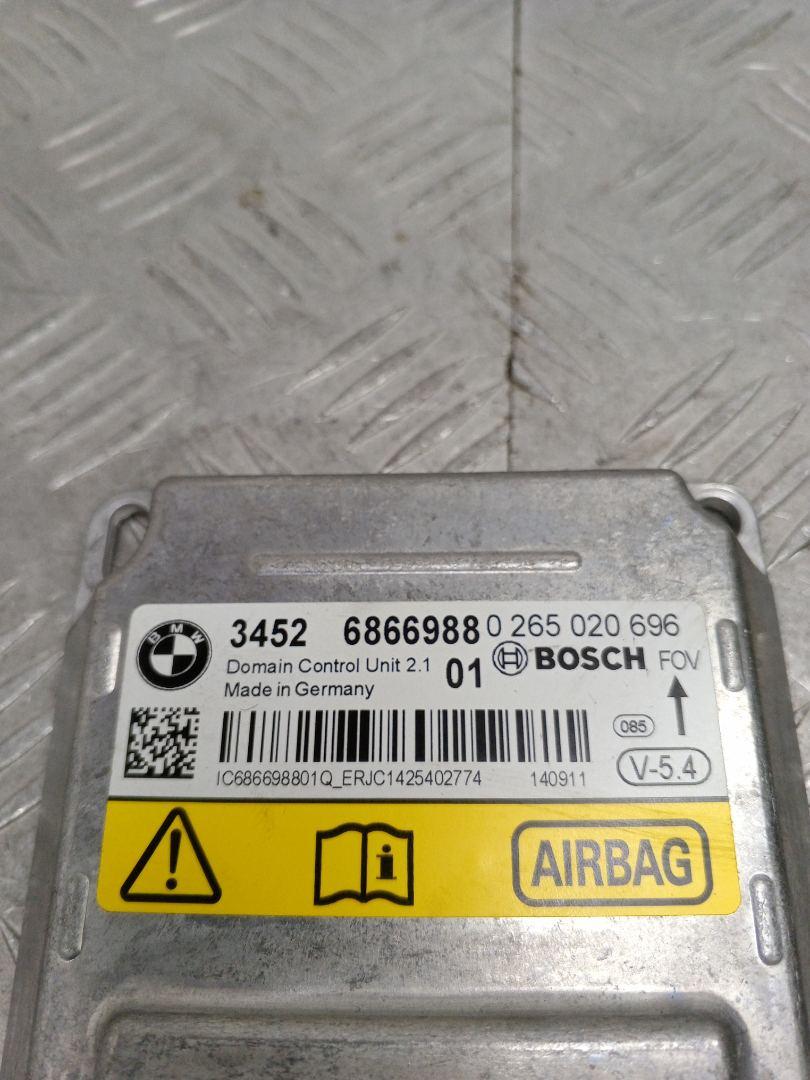 BMW
3452 6866988 0 265 020 696
Domain Control Unit 2.1 01 BOSCH FOV
Made in Germany
085
V-5.4
IC686698801Q_ERJC1425402774 140911
AIRBAG